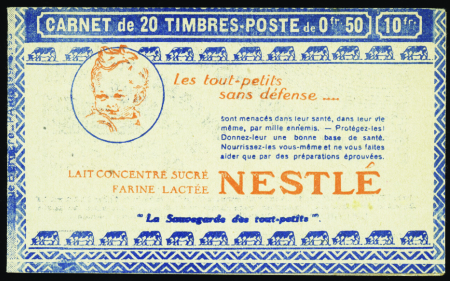 CARNET DE 20 TIMBRES-POSTE de 0fr.50 10fr.
les tout-petits
sans défense ....
Sont menacés dans leur santé, dans leur vie
même, par mille ennemis. — Protégez-les!
Donnez-leur une bonne base de santé.
Nourrissez-les vous-même et ne vous faites
aider que par des préparations éprouvées.
LAIT CONCENTRÉ SUCRÉ
FARINE LACTÉE
NESTLÉ
"La Sauvegarde des tout-petits".